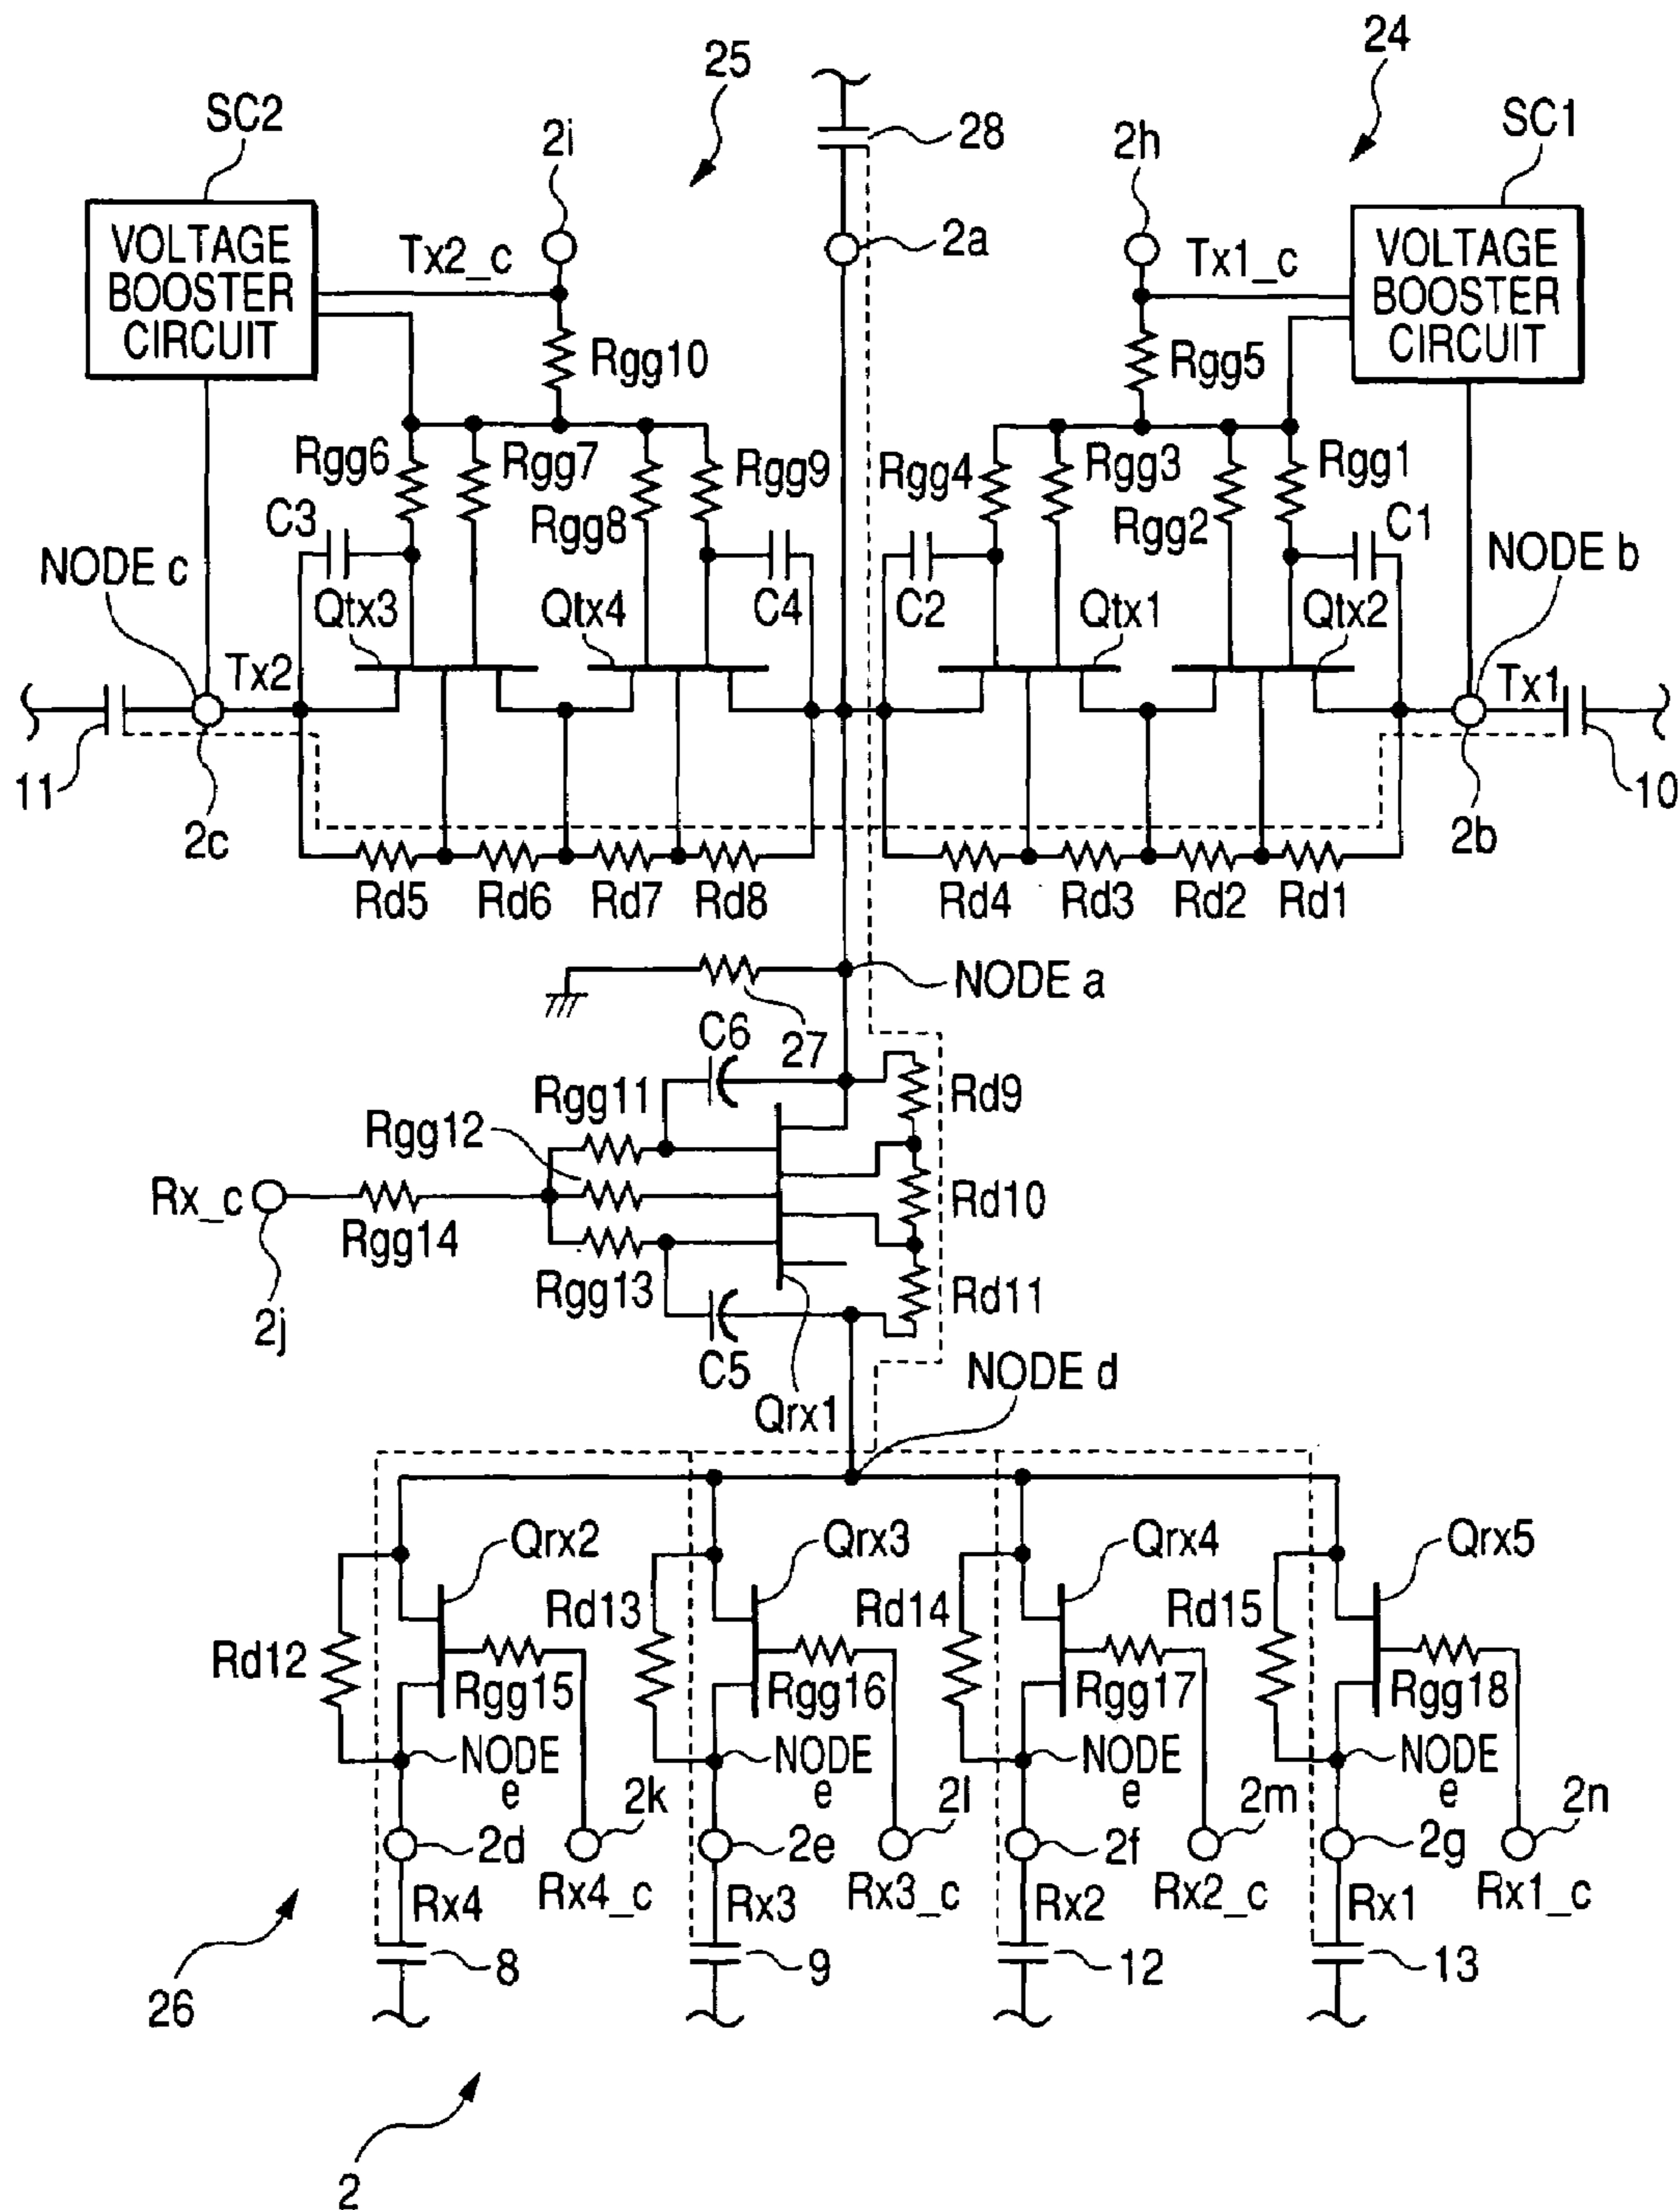 25
24
SC2
2i
28
2h
SC1
VOLTAGE
BOOSTER
CIRCUIT
Tx2_c
2a
Tx1_c
VOLTAGE
BOOSTER
CIRCUIT
Rgg10
Rgg5
Rgg6
Rgg7
Rgg8
Rgg9
Rgg4
Rgg3
Rgg2
Rgg1
C3
C4
C2
C1
NODE c
NODE b
Qtx3
Qtx4
Qtx1
Qtx2
Tx2
Tx1
11
2c
2b
10
Rd5
Rd6
Rd7
Rd8
Rd4
Rd3
Rd2
Rd1
NODE a
27
C6
Rgg11
Rd9
Rgg12
Rx_c
Rgg14
Rd10
Rgg13
Rd11
2j
C5
Qrx1
NODE d
Qrx2
Qrx3
Qrx4
Qrx5
Rd12
Rd13
Rd14
Rd15
Rgg15
Rgg16
Rgg17
Rgg18
NODE
e
NODE
e
NODE
e
NODE
e
2k
2l
2m
2n
2d
2e
2f
2g
Rx4
Rx4_c
Rx3
Rx3_c
Rx2
Rx2_c
Rx1
Rx1_c
8
9
12
13
26
2